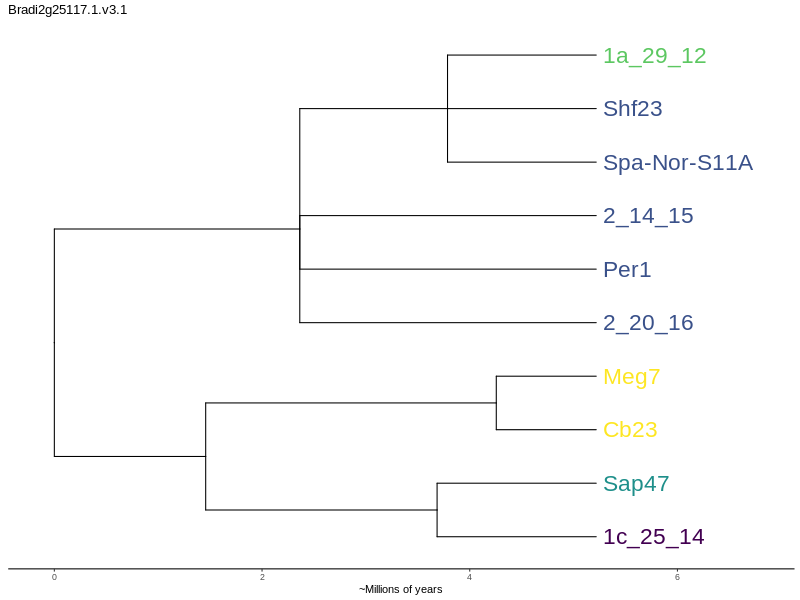 Bradi2g25117.1.v3.1
1a_29_12
Shf23
Spa-Nor-S11A
2_14_15
Per1
2_20_16
Meg7
Cb23
Sap47
1c_25_14
0 2 4 6
~Millions of years